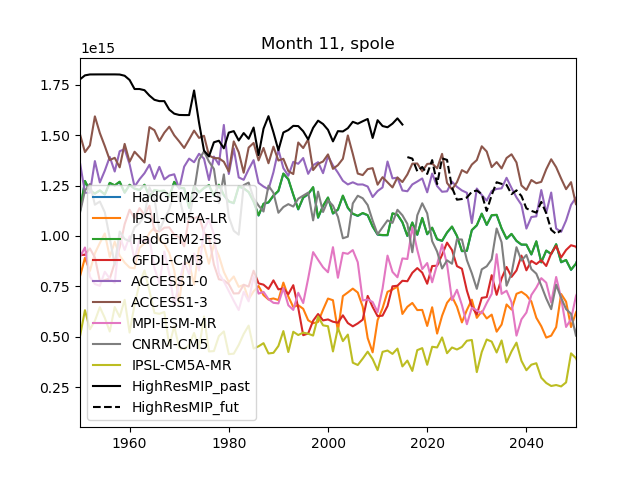 Month 11, spole
1e15
1.75
1.50
1.25
1.00
0.75
0.50
0.25
HadGEM2-ES
IPSL-CM5A-LR
HadGEM2-ES
GFDL-CM3
ACCESS1-0
ACCESS1-3
MPI-ESM-MR
CNRM-CM5
IPSL-CM5A-MR
HighResMIP_past
HighResMIP_fut
1960 1980 2000 2020 2040